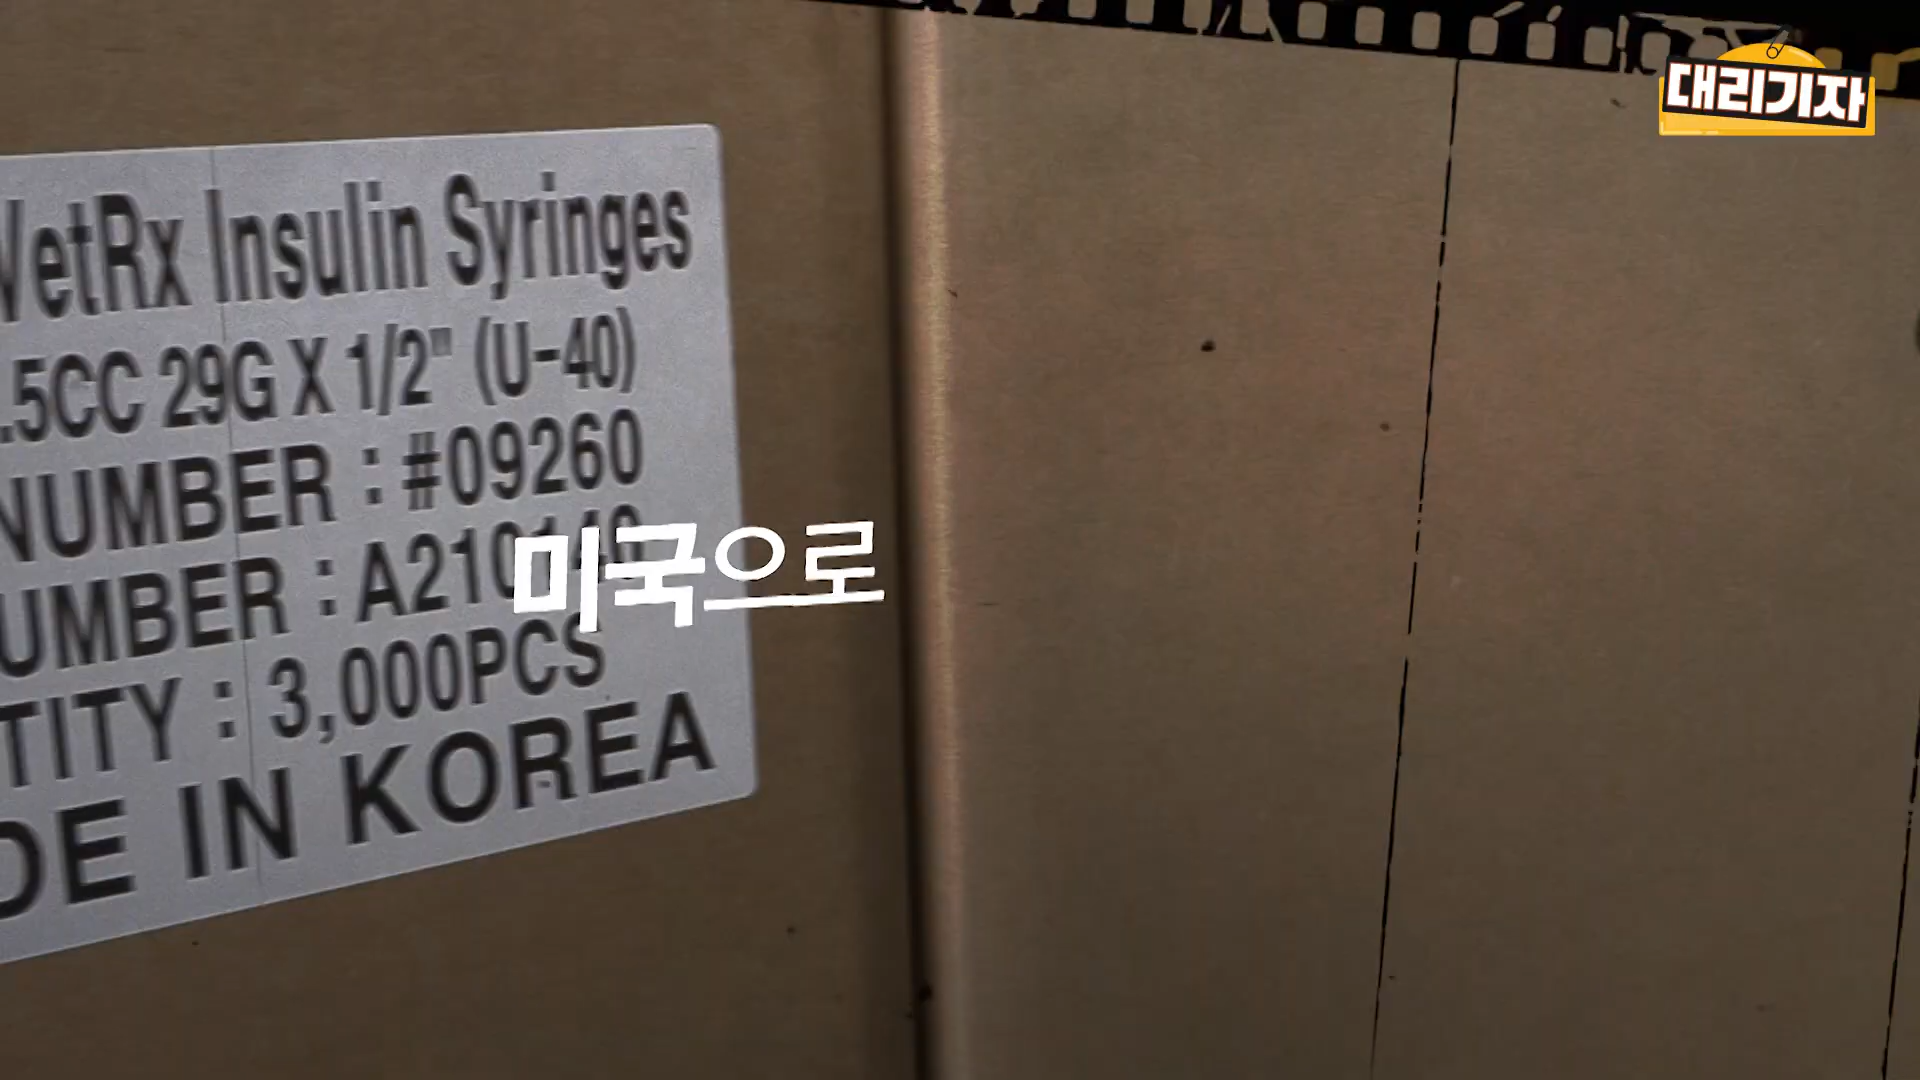 대리기자
VetRx Insulin Syringes
.5CC 29G X 1/2" (U-40)
NUMBER : #09260
UMBER : A210140
미국으로
TITY : 3,000PCS
DE IN KOREA